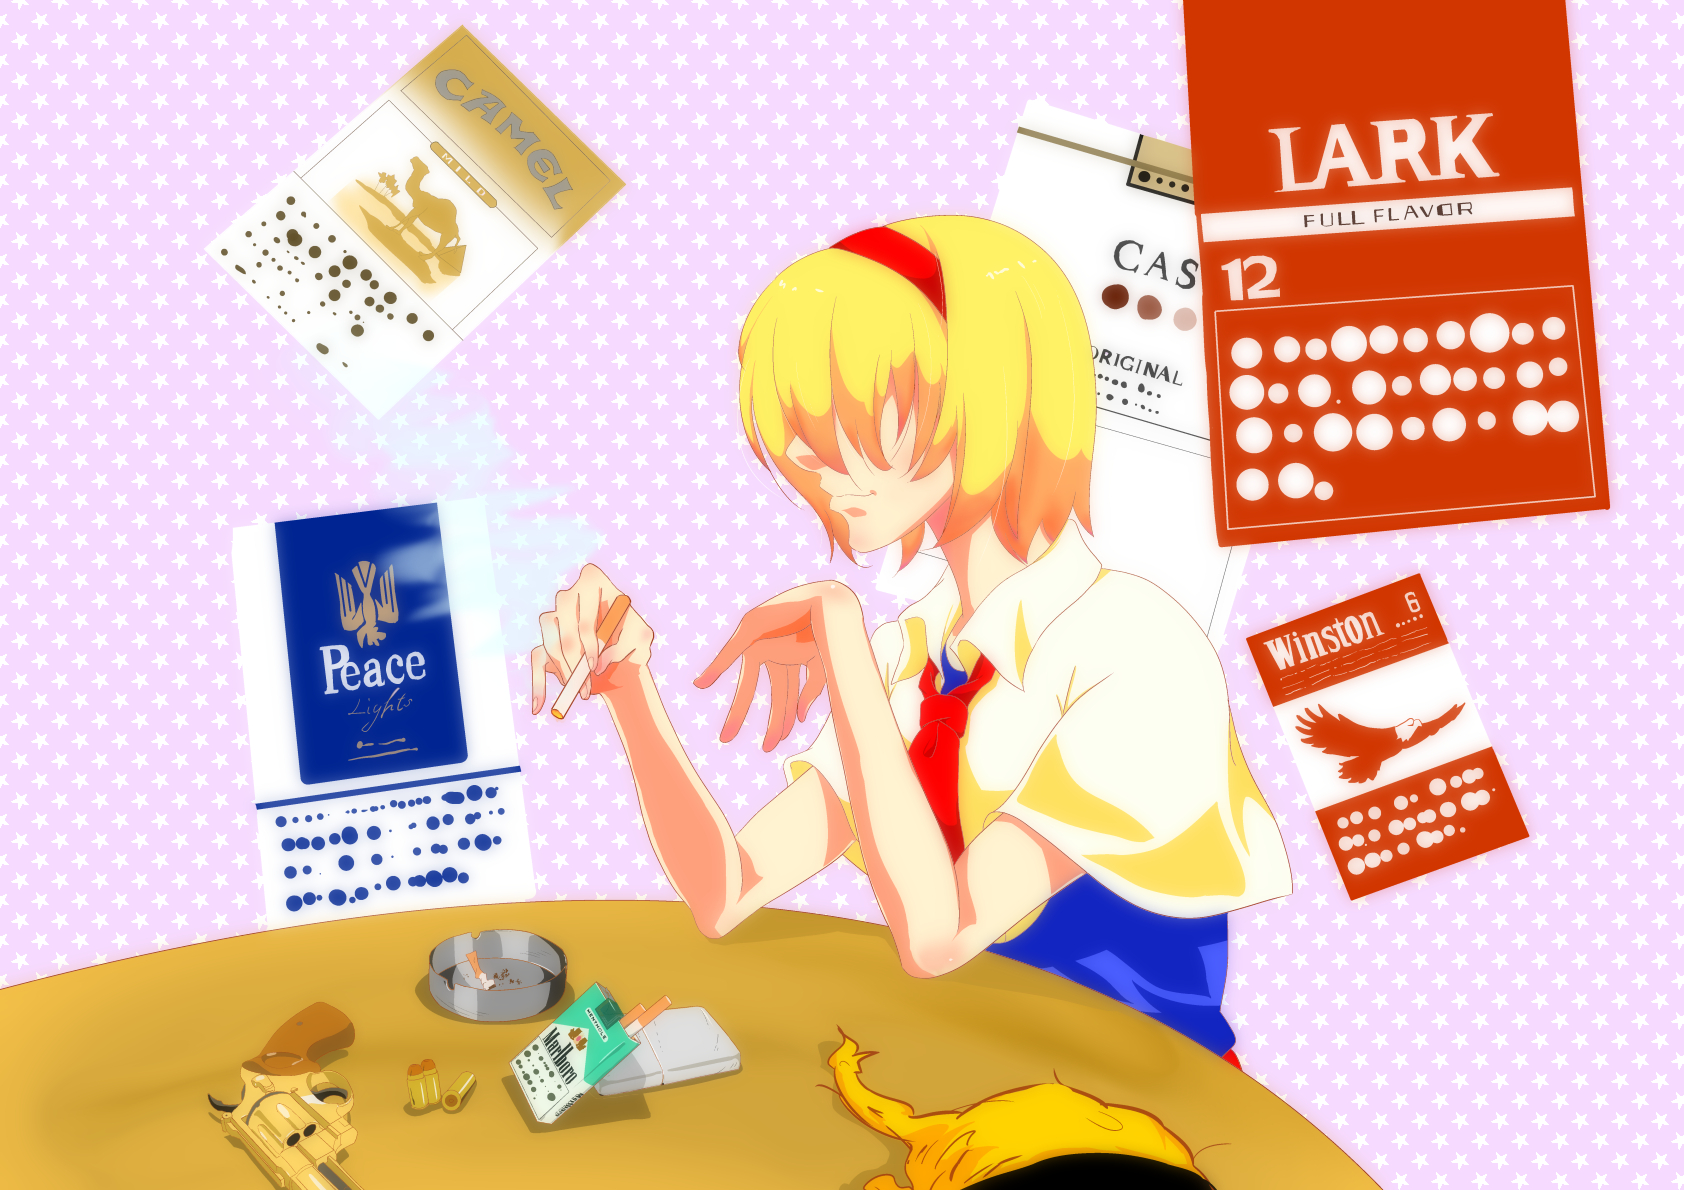 CAMEL
MILD
CAS
ORIGINAL
LARK
FULL FLAVOR
12
Peace
Lights
Winston
6
MENTHOL
Marlboro